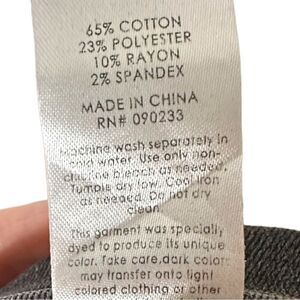 65% COTTON
23% POLYESTER
10% RAYON
2% SPANDEX
MADE IN CHINA
RN# 090233
Machine wash separately in
cold water. Use only non-
chlorine bleach as needed.
Tumble dry low. Cool iron
as needed. Do not dry
clean.
This garment was specially
dyed to produce its unique
color. Take care.dark colors
may transfer onto light
colored clothing or other